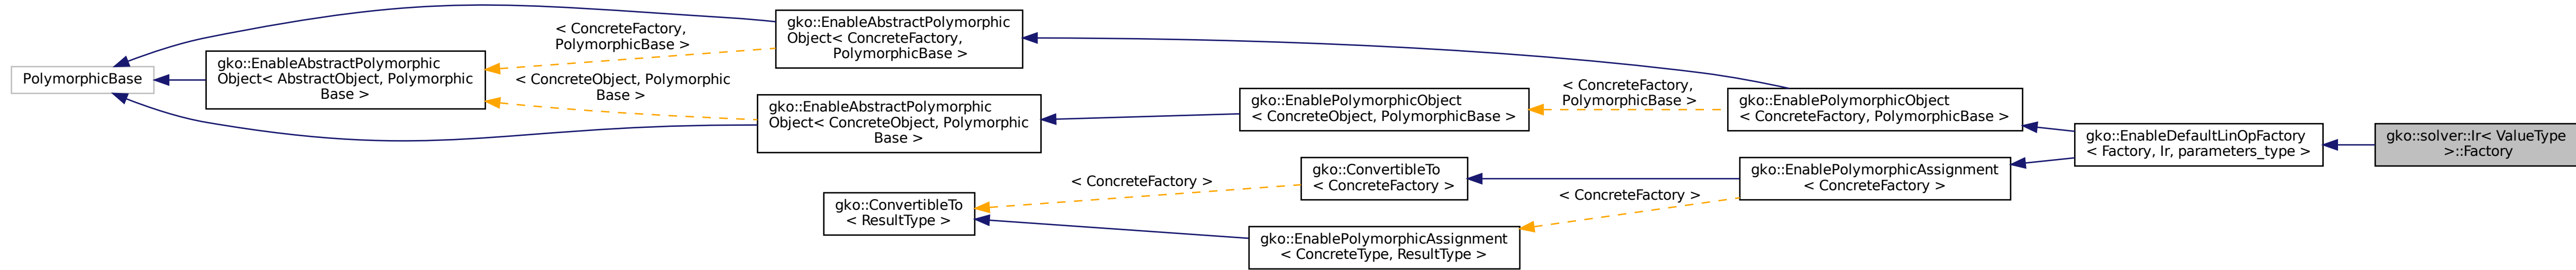 PolymorphicBase
gko::EnableAbstractPolymorphic
Object< AbstractObject, Polymorphic
Base >
< ConcreteFactory,
PolymorphicBase >
< ConcreteObject, Polymorphic
Base >
gko::EnableAbstractPolymorphic
Object< ConcreteFactory,
PolymorphicBase >
gko::EnableAbstractPolymorphic
Object< ConcreteObject, Polymorphic
Base >
gko::ConvertibleTo
< ResultType >
< ConcreteFactory >
gko::EnablePolymorphicObject
< ConcreteObject, PolymorphicBase >
gko::ConvertibleTo
< ConcreteFactory >
gko::EnablePolymorphicAssignment
< ConcreteType, ResultType >
< ConcreteFactory,
PolymorphicBase >
< ConcreteFactory >
gko::EnablePolymorphicObject
< ConcreteFactory, PolymorphicBase >
gko::EnablePolymorphicAssignment
< ConcreteFactory >
gko::EnableDefaultLinOpFactory
< Factory, Ir, parameters_type >
gko::solver::Ir< ValueType
>::Factory